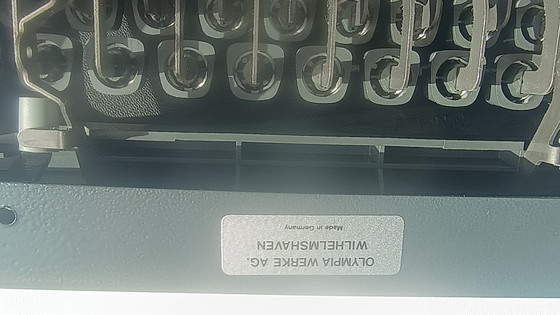 OLYMPIA WERKE AG.
WILHELMSHAVEN
Made in Germany